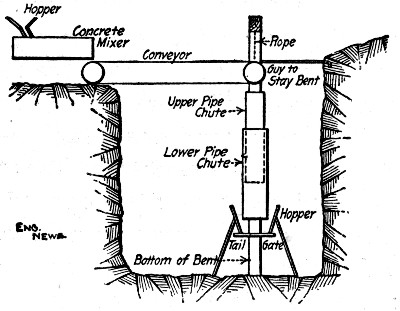 Hopper
Concrete
Mixer
Conveyor
Rope
Guy to
Stay Bent
Upper Pipe
Chute
Lower Pipe
Chute
Hopper
Tail Gate
Bottom of Bent
ENG.
NEWS